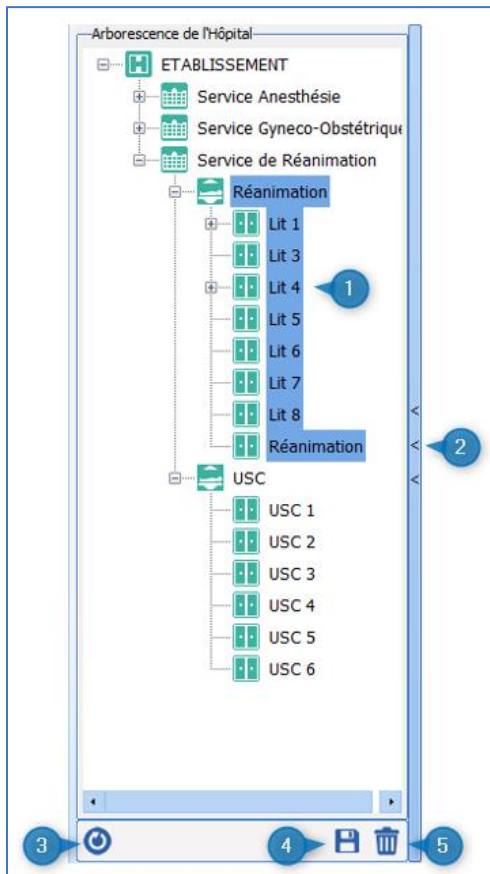 Arborescence de l'Hôpital
ETABLISSEMENT
Service Anesthésie
Service Gyneco-Obstétrique
Service de Réanimation
Réanimation
Lit 1
Lit 3
Lit 4
1
Lit 5
Lit 6
Lit 7
Lit 8
<
Réanimation
<
2
USC
<
USC 1
USC 2
USC 3
USC 4
USC 5
USC 6
3
4
5